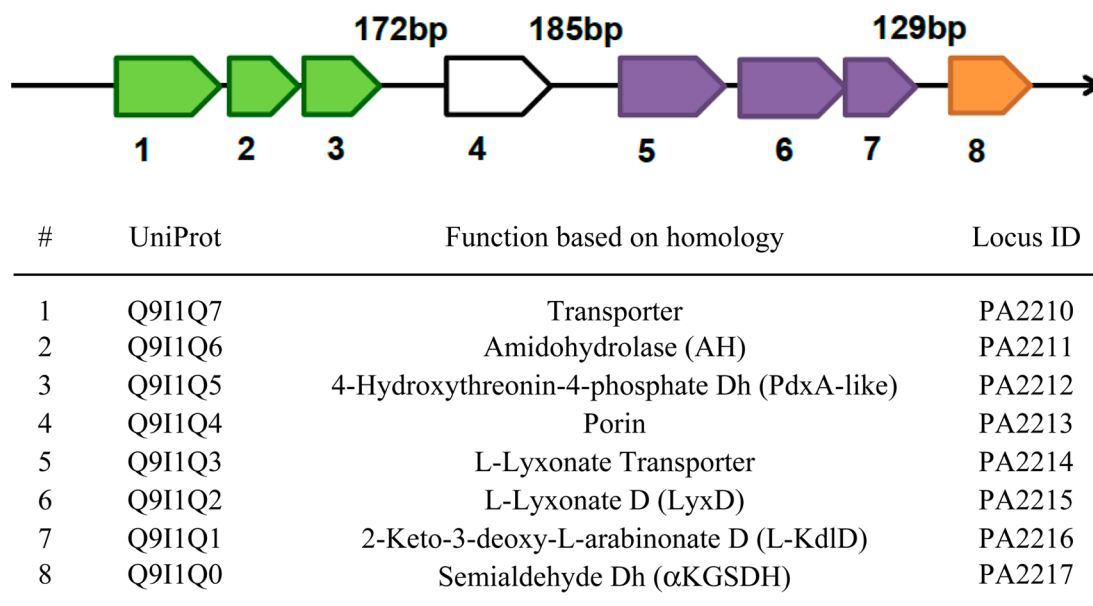 172bp 185bp 129bp
1 2 3 4 5 6 7 8
# UniProt Function based on homology Locus ID
1 Q9I1Q7 Transporter PA2210
2 Q9I1Q6 Amidohydrolase (AH) PA2211
3 Q9I1Q5 4-Hydroxythreonin-4-phosphate Dh (PdxA-like) PA2212
4 Q9I1Q4 Porin PA2213
5 Q9I1Q3 L-Lyxonate Transporter PA2214
6 Q9I1Q2 L-Lyxonate D (LyxD) PA2215
7 Q9I1Q1 2-Keto-3-deoxy-L-arabinonate D (L-KdlD) PA2216
8 Q9I1Q0 Semialdehyde Dh (αKGSDH) PA2217